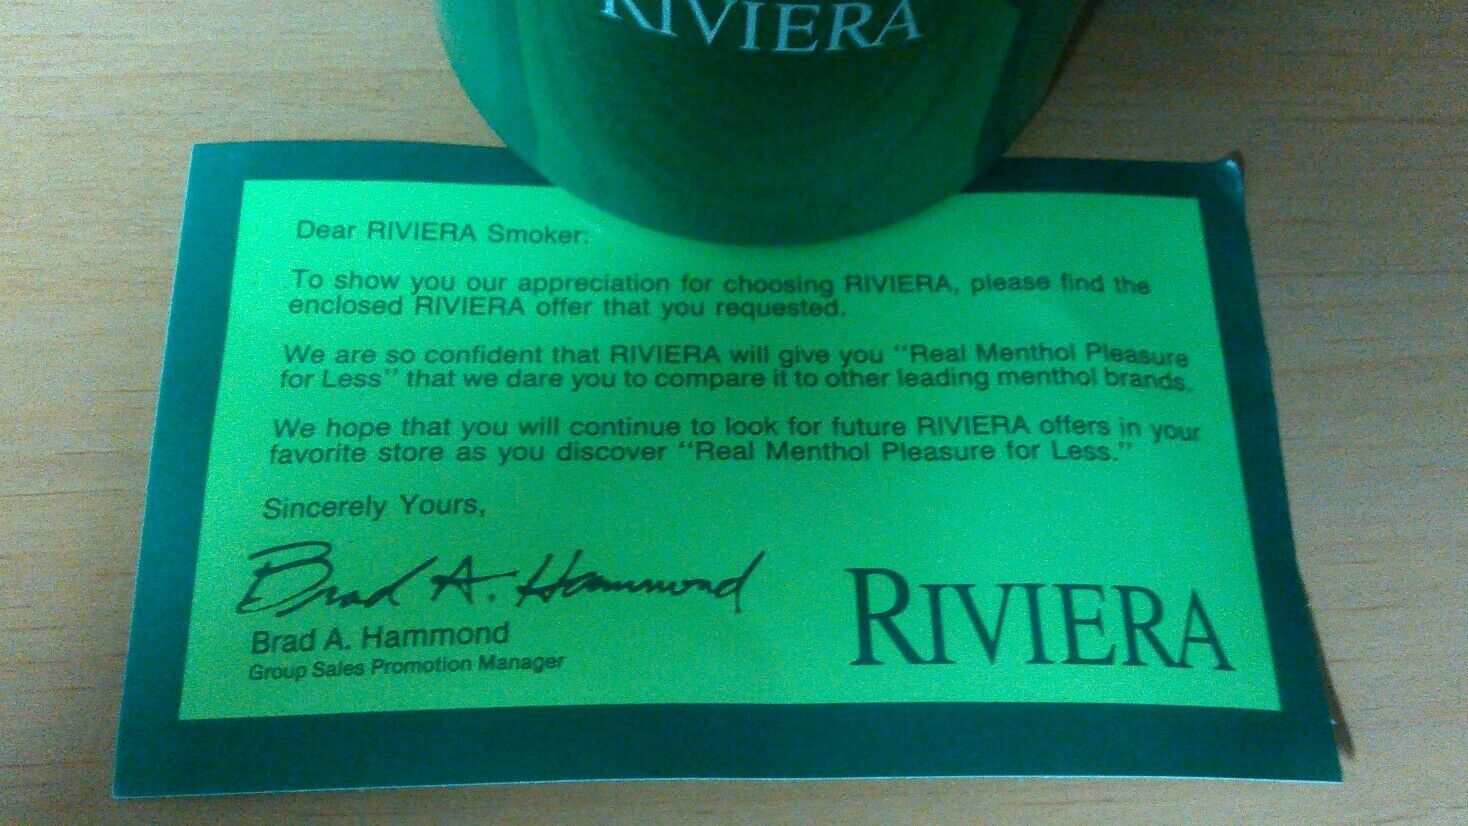 RIVIERA
Dear RIVIERA Smoker:
To show you our appreciation for choosing RIVIERA, please find the
enclosed RIVIERA offer that you requested.
We are so confident that RIVIERA will give you "Real Menthol Pleasure
for Less" that we dare you to compare it to other leading menthol brands.
We hope that you will continue to look for future RIVIERA offers in your
favorite store as you discover "Real Menthol Pleasure for Less."
Sincerely Yours,
Brad A. Hammond
Brad A. Hammond
Group Sales Promotion Manager
RIVIERA